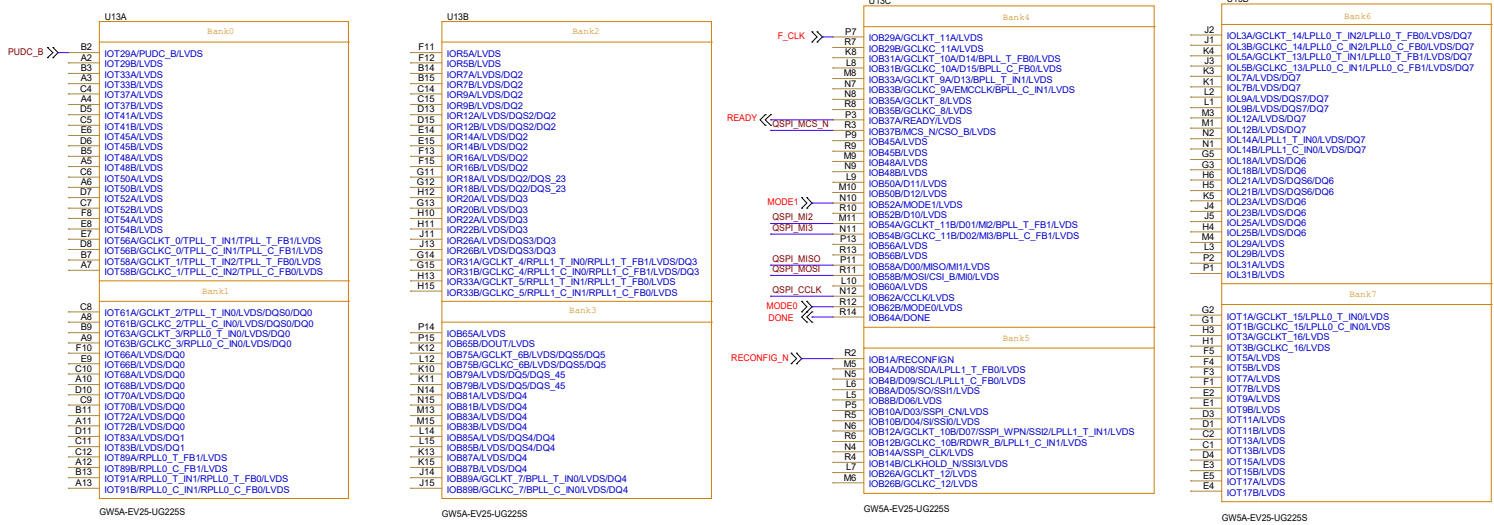 U13A
Bank0
PUDC_B B2 IOT29A/PUDC_B/LVDS
A2 IOT29B/LVDS
B3 IOT33A/LVDS
A3 IOT33B/LVDS
C4 IOT37A/LVDS
A4 IOT37B/LVDS
D5 IOT41A/LVDS
C5 IOT41B/LVDS
E6 IOT45A/LVDS
D6 IOT45B/LVDS
B5 IOT48A/LVDS
A5 IOT48B/LVDS
C6 IOT50A/LVDS
A6 IOT50B/LVDS
D7 IOT52A/LVDS
C7 IOT52B/LVDS
F8 IOT54A/LVDS
E8 IOT54B/LVDS
E7 IOT56A/GCLKT_0/TPLL_T_IN1/TPLL_T_FB1/LVDS
D8 IOT56B/GCLKC_0/TPLL_C_IN1/TPLL_C_FB1/LVDS
B7 IOT58A/GCLKT_1/TPLL_T_IN2/TPLL_T_FB0/LVDS
A7 IOT58B/GCLKC_1/TPLL_C_IN2/TPLL_C_FB0/LVDS
Bank1
C8 IOT61A/GCLKT_2/TPLL_T_IN0/LVDS/DQS0/DQ0
A8 IOT61B/GCLKC_2/TPLL_C_IN0/LVDS/DQS0/DQ0
B9 IOT63A/GCLKT_3/RPLL0_T_IN0/LVDS/DQ0
A9 IOT63B/GCLKC_3/RPLL0_C_IN0/LVDS/DQ0
F10 IOT66A/LVDS/DQ0
E9 IOT66B/LVDS/DQ0
C10 IOT68A/LVDS/DQ0
A10 IOT68B/LVDS/DQ0
D10 IOT70A/LVDS/DQ0
C9 IOT70B/LVDS/DQ0
B11 IOT72A/LVDS/DQ0
A11 IOT72B/LVDS/DQ0
D11 IOT83A/LVDS/DQ1
C11 IOT83B/LVDS/DQ1
C12 IOT89A/RPLL0_T_FB1/LVDS
A12 IOT89B/RPLL0_C_FB1/LVDS
B13 IOT91A/RPLL0_T_IN1/RPLL0_T_FB0/LVDS
A13 IOT91B/RPLL0_C_IN1/RPLL0_C_FB0/LVDS
GW5A-EV25-UG225S
U13B
Bank2
F11 IOR5A/LVDS
F12 IOR5B/LVDS
B14 IOR7A/LVDS/DQ2
B15 IOR7B/LVDS/DQ2
C14 IOR9A/LVDS/DQ2
C15 IOR9B/LVDS/DQ2
D13 IOR12A/LVDS/DQS2/DQ2
D15 IOR12B/LVDS/DQS2/DQ2
E14 IOR14A/LVDS/DQ2
E15 IOR14B/LVDS/DQ2
F13 IOR16A/LVDS/DQ2
F15 IOR16B/LVDS/DQ2
G11 IOR18A/LVDS/DQ2/DQS_23
G12 IOR18B/LVDS/DQ2/DQS_23
H12 IOR20A/LVDS/DQ3
G13 IOR20B/LVDS/DQ3
H10 IOR22A/LVDS/DQ3
H11 IOR22B/LVDS/DQ3
J11 IOR26A/LVDS/DQS3/DQ3
J13 IOR26B/LVDS/DQS3/DQ3
G14 IOR31A/GCLKT_4/RPLL1_T_IN0/RPLL1_T_FB1/LVDS/DQ3
G15 IOR31B/GCLKC_4/RPLL1_C_IN0/RPLL1_C_FB1/LVDS/DQ3
H13 IOR33A/GCLKT_5/RPLL1_T_IN1/RPLL1_T_FB0/LVDS
H15 IOR33B/GCLKC_5/RPLL1_C_IN1/RPLL1_C_FB0/LVDS
Bank3
P14 IOB65A/LVDS
P15 IOB65B/DOUT/LVDS
K12 IOB75A/GCLKT_6B/LVDS/DQS5/DQ5
L12 IOB75B/GCLKC_6B/LVDS/DQS5/DQ5
K10 IOB79A/LVDS/DQ5/DQS_45
K11 IOB79B/LVDS/DQ5/DQS_45
N14 IOB81A/LVDS/DQ4
N15 IOB81B/LVDS/DQ4
M13 IOB83A/LVDS/DQ4
M15 IOB83B/LVDS/DQ4
L14 IOB85A/LVDS/DQS4/DQ4
L15 IOB85B/LVDS/DQS4/DQ4
K13 IOB87A/LVDS/DQ4
K15 IOB87B/LVDS/DQ4
J14 IOB89A/GCLKT_7/BPLL_T_IN0/LVDS/DQ4
J15 IOB89B/GCLKC_7/BPLL_C_IN0/LVDS/DQ4
GW5A-EV25-UG225S
U13C
Bank4
F_CLK P7 IOB29A/GCLKT_11A/LVDS
R7 IOB29B/GCLKC_11A/LVDS
K8 IOB31A/GCLKT_10A/D14/BPLL_T_FB0/LVDS
L8 IOB31B/GCLKC_10A/D15/BPLL_C_FB0/LVDS
M8 IOB33A/GCLKT_9A/D13/BPLL_T_IN1/LVDS
N7 IOB33B/GCLKC_9A/EMCCLK/BPLL_C_IN1/LVDS
N8 IOB35A/GCLKT_8/LVDS
R8 IOB35B/GCLKC_8/LVDS
READY P3 IOB37A/READY/LVDS
QSPI_MCS_N R3 IOB37B/MCS_N/CSO_B/LVDS
P9 IOB45A/LVDS
R9 IOB45B/LVDS
M9 IOB48A/LVDS
N9 IOB48B/LVDS
L9 IOB50A/D11/LVDS
M10 IOB50B/D12/LVDS
MODE1 N10 IOB52A/MODE1/LVDS
R10 IOB52B/D10/LVDS
QSPI_MI2 M11 IOB54A/GCLKT_11B/D01/MI2/BPLL_T_FB1/LVDS
QSPI_MI3 N11 IOB54B/GCLKC_11B/D02/MI3/BPLL_C_FB1/LVDS
P13 IOB56A/LVDS
R13 IOB56B/LVDS
QSPI_MISO P11 IOB58A/D00/MISO/MI1/LVDS
QSPI_MOSI R11 IOB58B/MOSI/CSI_B/MI0/LVDS
L10 IOB60A/LVDS
QSPI_CCLK N12 IOB62A/CCLK/LVDS
MODE0 R12 IOB62B/MODE0/LVDS
DONE R14 IOB64A/DONE
Bank5
RECONFIG_N R2 IOB1A/RECONFIGN
M5 IOB4A/D08/SDA/LPLL1_T_FB0/LVDS
N5 IOB4B/D09/SCL/LPLL1_C_FB0/LVDS
L6 IOB8A/D05/SO/SSI1/LVDS
L5 IOB8B/D06/LVDS
P5 IOB10A/D03/SSPI_CN/LVDS
R5 IOB10B/D04/SI/SSI0/LVDS
N6 IOB12A/GCLKT_10B/D07/SSPI_WPN/SSI2/LPLL1_T_IN1/LVDS
R6 IOB12B/GCLKC_10B/RDWR_B/LPLL1_C_IN1/LVDS
N4 IOB14A/SSPI_CLK/LVDS
R4 IOB14B/CLKHOLD_N/SSI3/LVDS
L7 IOB26A/GCLKT_12/LVDS
M6 IOB26B/GCLKC_12/LVDS
GW5A-EV25-UG225S
Bank6
J2 IOL3A/GCLKT_14/LPLL0_T_IN2/LPLL0_T_FB0/LVDS/DQ7
J1 IOL3B/GCLKC_14/LPLL0_C_IN2/LPLL0_C_FB0/LVDS/DQ7
K4 IOL5A/GCLKT_13/LPLL0_T_IN1/LPLL0_T_FB1/LVDS/DQ7
J3 IOL5B/GCLKC_13/LPLL0_C_IN1/LPLL0_C_FB1/LVDS/DQ7
K3 IOL7A/LVDS/DQ7
K1 IOL7B/LVDS/DQ7
L2 IOL9A/LVDS/DQS7/DQ7
L1 IOL9B/LVDS/DQS7/DQ7
M3 IOL12A/LVDS/DQ7
M1 IOL12B/LVDS/DQ7
N2 IOL14A/LPLL1_T_IN0/LVDS/DQ7
N1 IOL14B/LPLL1_C_IN0/LVDS/DQ7
G5 IOL18A/LVDS/DQ6
G3 IOL18B/LVDS/DQ6
H6 IOL21A/LVDS/DQS6/DQ6
H5 IOL21B/LVDS/DQS6/DQ6
K5 IOL23A/LVDS/DQ6
J4 IOL23B/LVDS/DQ6
J5 IOL25A/LVDS/DQ6
H4 IOL25B/LVDS/DQ6
M4 IOL29A/LVDS
L3 IOL29B/LVDS
P2 IOL31A/LVDS
P1 IOL31B/LVDS
Bank7
G2 IOT1A/GCLKT_15/LPLL0_T_IN0/LVDS
G1 IOT1B/GCLKC_15/LPLL0_C_IN0/LVDS
H3 IOT3A/GCLKT_16/LVDS
H1 IOT3B/GCLKC_16/LVDS
F5 IOT5A/LVDS
F4 IOT5B/LVDS
F3 IOT7A/LVDS
F1 IOT7B/LVDS
E2 IOT9A/LVDS
E1 IOT9B/LVDS
D3 IOT11A/LVDS
D1 IOT11B/LVDS
C2 IOT13A/LVDS
C1 IOT13B/LVDS
D4 IOT15A/LVDS
E3 IOT15B/LVDS
E5 IOT17A/LVDS
E4 IOT17B/LVDS
GW5A-EV25-UG225S